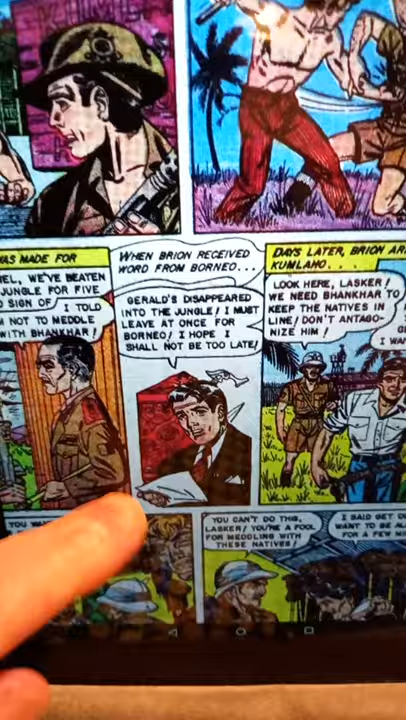 WAS MADE FOR
WE'VE BEATEN
JUNGLE FOR FIVE
SIGN OF
I TOLD
NOT TO MEDDLE
WITH BHANKHAR!
WHEN BRION RECEIVED
WORD FROM BORNEO...
GERALD'S DISAPPEARED
INTO THE JUNGLE! I MUST
LEAVE AT ONCE FOR
BORNEO! I HOPE I
SHALL NOT BE TOO LATE!
DAYS LATER, BRION
KUMLAHO...
LOOK HERE, LASKER!
WE NEED BHANKHAR TO
KEEP THE NATIVES IN
LINE! DON'T ANTAGO-
NIZE HIM!
YOU
YOU CAN'T DO THIS,
LASKER! YOU'RE A FOOL
FOR MEDDLING WITH
THESE NATIVES!
I SAID GET
WANT TO BE
FOR A FEW